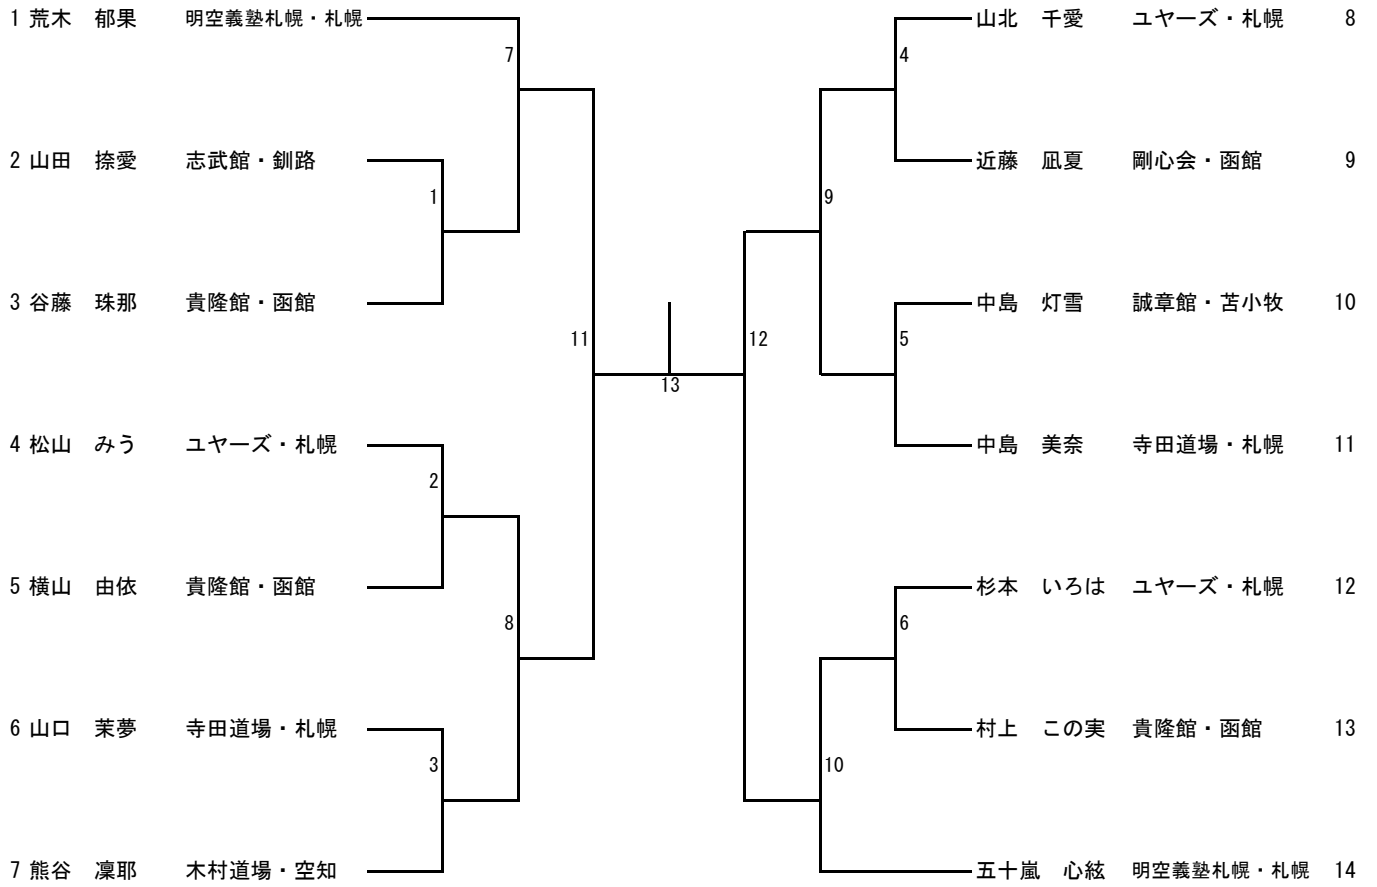 1 荒木　郁果　明空義塾札幌・札幌
7
2 山田　捺愛　志武館・釧路
1
3 谷藤　珠那　貴隆館・函館
11
4 松山　みう　ユヤーズ・札幌
2
5 横山　由依　貴隆館・函館
8
6 山口　茉夢　寺田道場・札幌
3
7 熊谷　凜耶　木村道場・空知
13
山北　千愛　ユヤーズ・札幌　8
4
近藤　凪夏　剛心会・函館　9
9
中島　灯雪　誠章館・苫小牧　10
12
5
中島　美奈　寺田道場・札幌　11
杉本　いろは　ユヤーズ・札幌　12
6
村上　この実　貴隆館・函館　13
10
五十嵐　心絃　明空義塾札幌・札幌　14